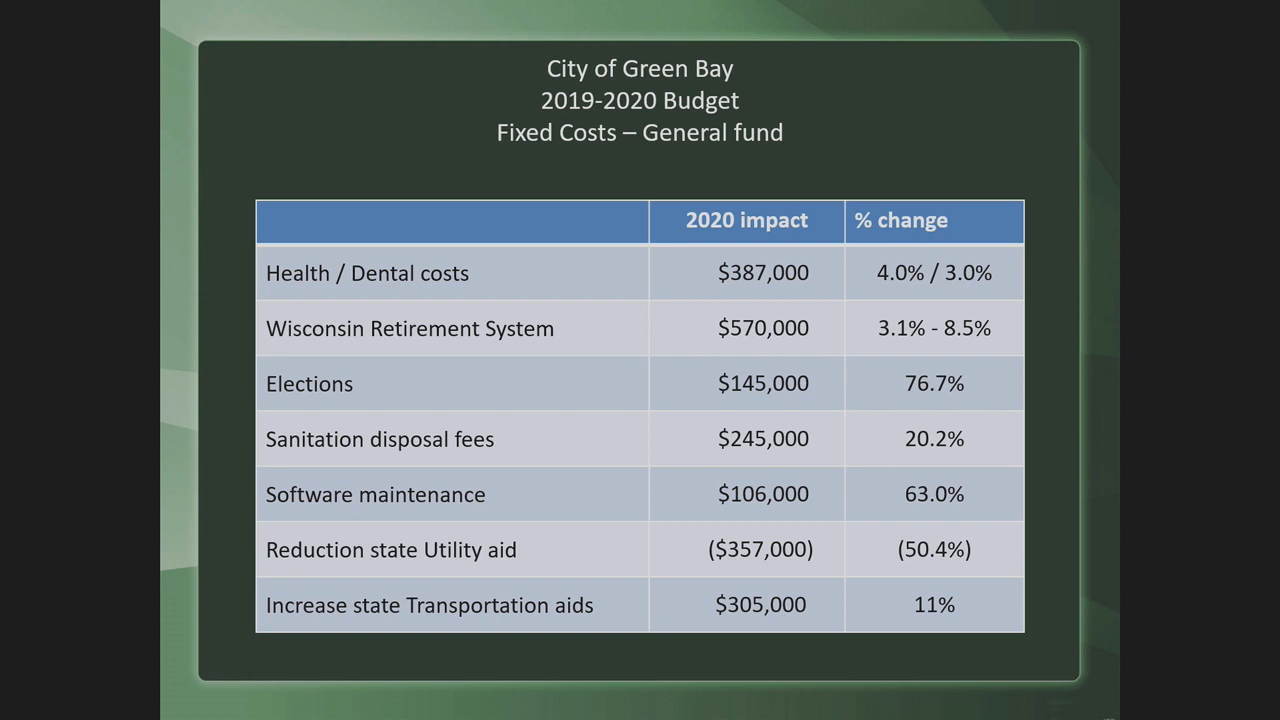 City of Green Bay
2019-2020 Budget
Fixed Costs – General fund
2020 impact % change
Health / Dental costs $387,000 4.0% / 3.0%
Wisconsin Retirement System $570,000 3.1% - 8.5%
Elections $145,000 76.7%
Sanitation disposal fees $245,000 20.2%
Software maintenance $106,000 63.0%
Reduction state Utility aid ($357,000) (50.4%)
Increase state Transportation aids $305,000 11%